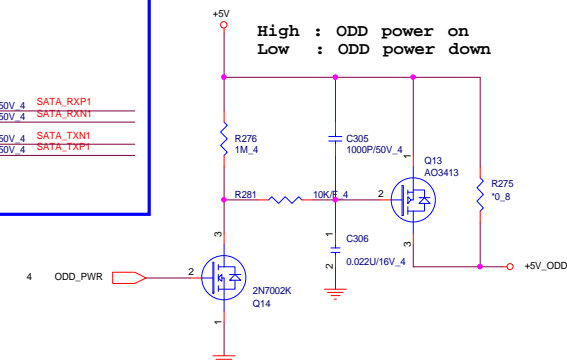 +5V
High : ODD power on
Low : ODD power down
50V_4 SATA_RXP1
50V_4 SATA_RXN1
50V_4 SATA_TXN1
50V_4 SATA_TXP1
R276
1M_4
C305
1000P/50V_4
1
Q13
AO3413
R275
*0_8
R281 10K/F_4
2
3
3
1
C306
2
0.022U/16V_4
+5V_ODD
4 ODD_PWR
2
2N7002K
Q14
1